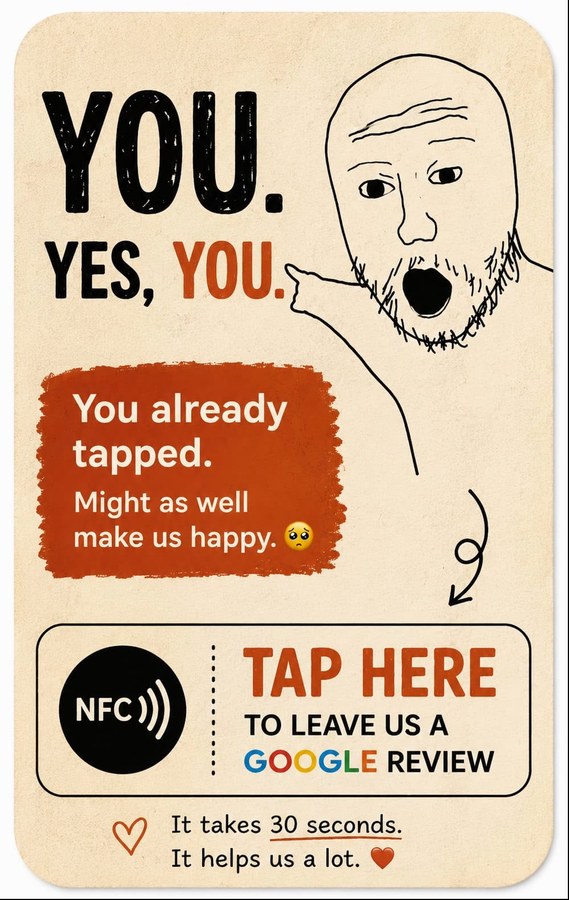 YOU.
YES, YOU.
You already
tapped.
Might as well
make us happy. 🥺
NFC
TAP HERE
TO LEAVE US A
GOOGLE REVIEW
It takes 30 seconds.
It helps us a lot. ❤️